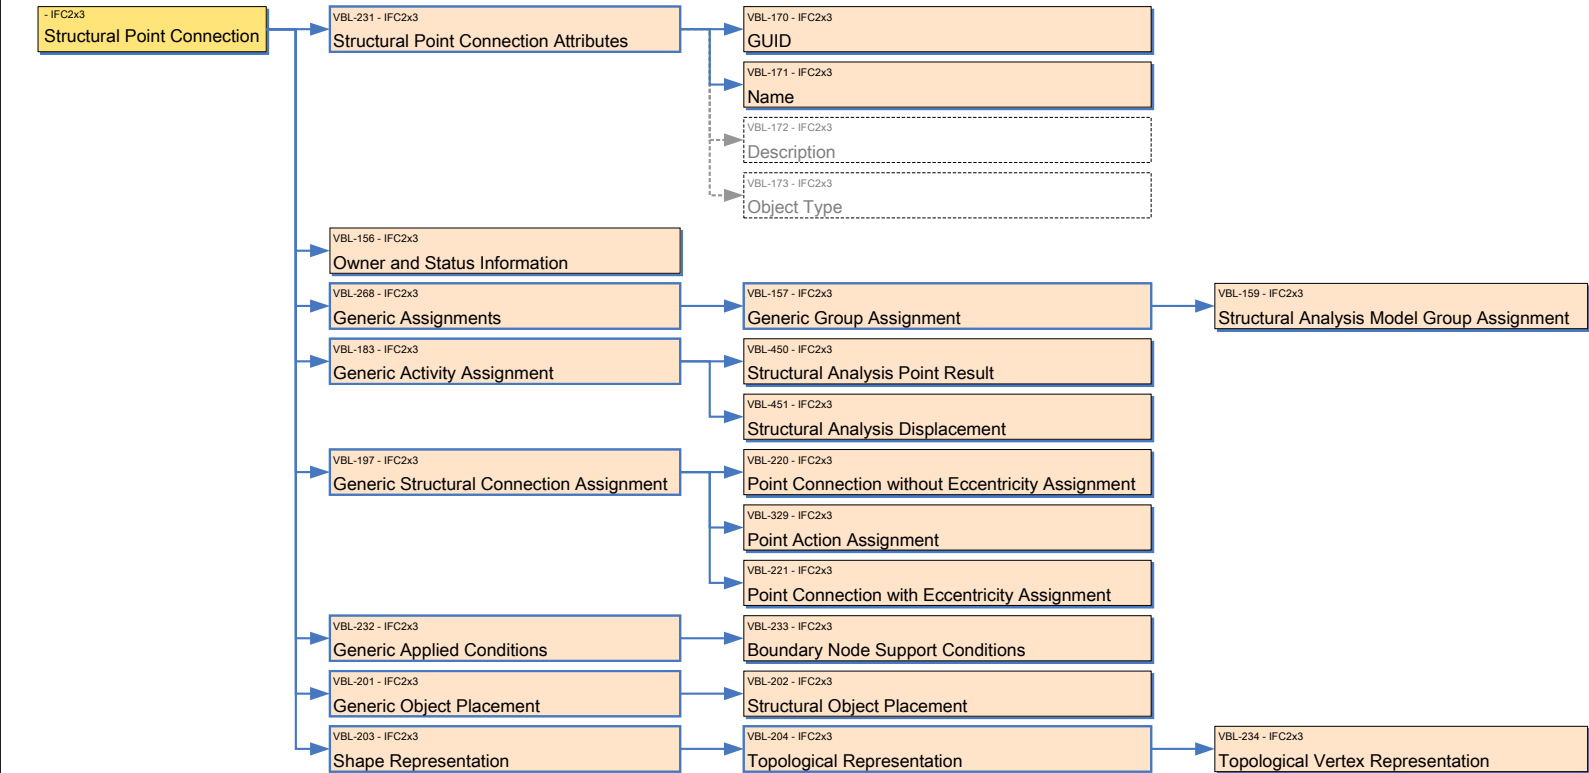 - IFC2x3
Structural Point Connection
VBL-231 - IFC2x3
Structural Point Connection Attributes
VBL-170 - IFC2x3
GUID
VBL-171 - IFC2x3
Name
VBL-172 - IFC2x3
Description
VBL-173 - IFC2x3
Object Type
VBL-156 - IFC2x3
Owner and Status Information
VBL-268 - IFC2x3
Generic Assignments
VBL-157 - IFC2x3
Generic Group Assignment
VBL-159 - IFC2x3
Structural Analysis Model Group Assignment
VBL-183 - IFC2x3
Generic Activity Assignment
VBL-450 - IFC2x3
Structural Analysis Point Result
VBL-451 - IFC2x3
Structural Analysis Displacement
VBL-197 - IFC2x3
Generic Structural Connection Assignment
VBL-220 - IFC2x3
Point Connection without Eccentricity Assignment
VBL-329 - IFC2x3
Point Action Assignment
VBL-221 - IFC2x3
Point Connection with Eccentricity Assignment
VBL-232 - IFC2x3
Generic Applied Conditions
VBL-233 - IFC2x3
Boundary Node Support Conditions
VBL-201 - IFC2x3
Generic Object Placement
VBL-202 - IFC2x3
Structural Object Placement
VBL-203 - IFC2x3
Shape Representation
VBL-204 - IFC2x3
Topological Representation
VBL-234 - IFC2x3
Topological Vertex Representation